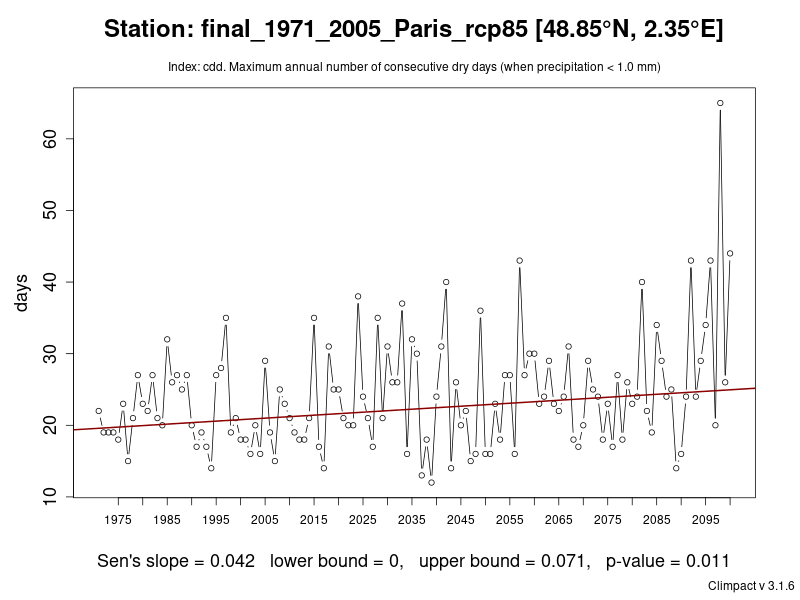 Station: final_1971_2005_Paris_rcp85 [48.85°N, 2.35°E]
Index: cdd. Maximum annual number of consecutive dry days (when precipitation < 1.0 mm)
60
50
40
30
20
10
days
1975 1985 1995 2005 2015 2025 2035 2045 2055 2065 2075 2085 2095
Sen's slope = 0.042 lower bound = 0, upper bound = 0.071, p-value = 0.011
Climpact v 3.1.6